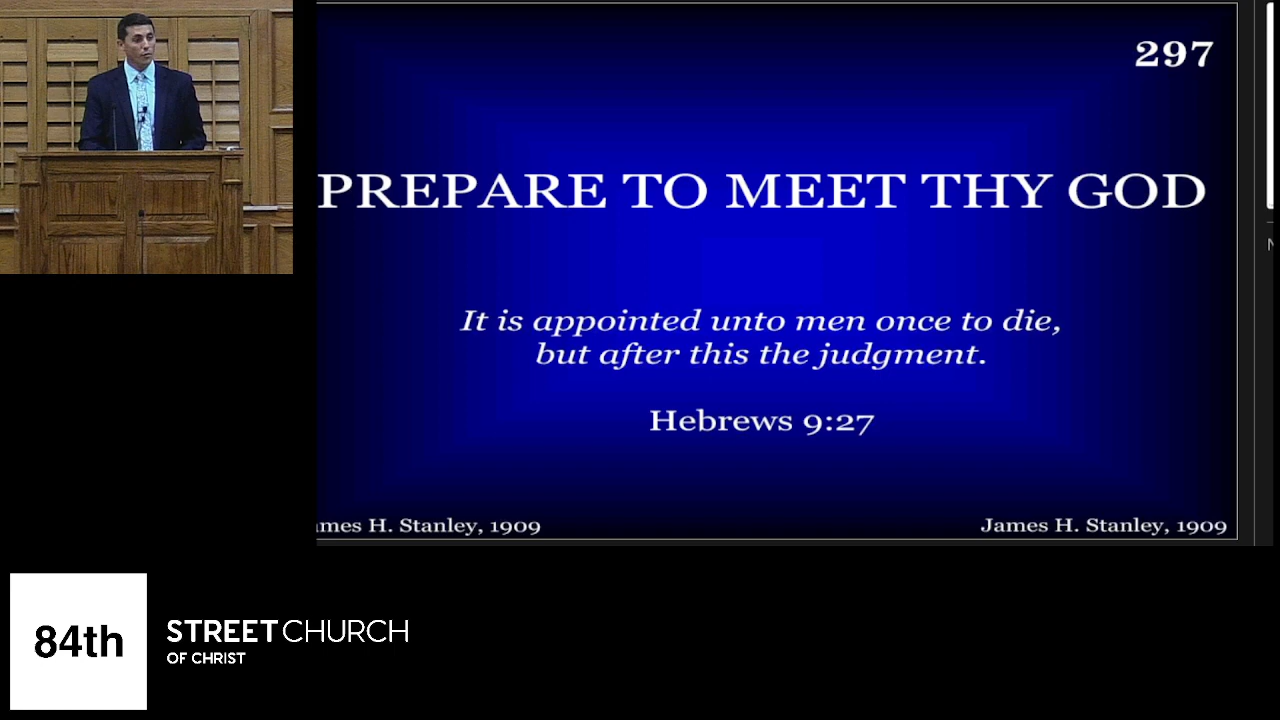 297
PREPARE TO MEET THY GOD
It is appointed unto men once to die,
but after this the judgment.
Hebrews 9:27
mes H. Stanley, 1909
James H. Stanley, 1909
84th
STREET CHURCH
OF CHRIST